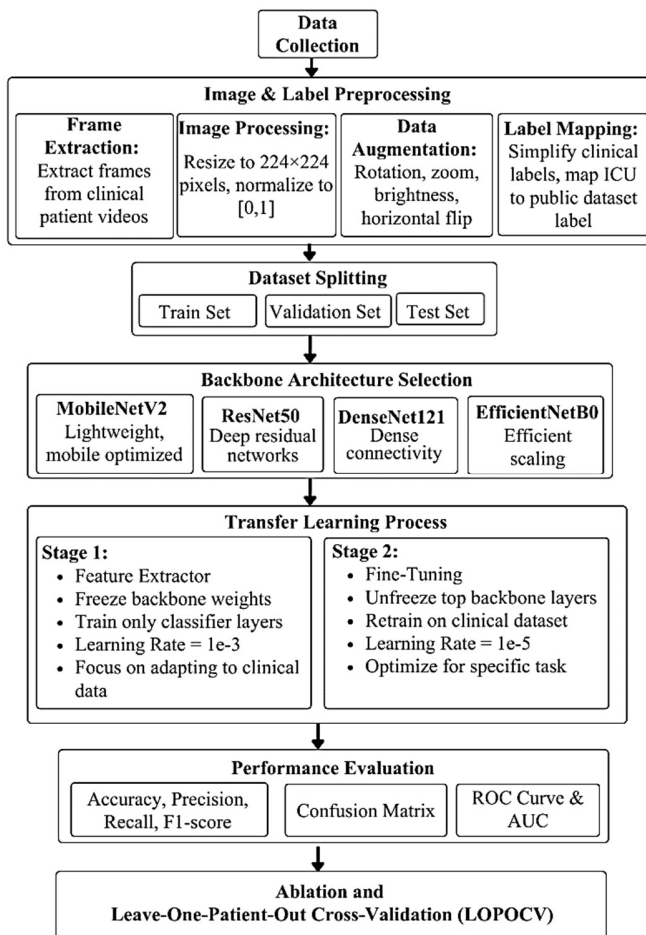 Data
Collection
Image & Label Preprocessing
Frame
Extraction:
Extract frames
from clinical
patient videos
Image Processing:
Resize to 224×224
pixels, normalize to
[0,1]
Data
Augmentation:
Rotation, zoom,
brightness,
horizontal flip
Label Mapping:
Simplify clinical
labels, map ICU
to public dataset
label
Dataset Splitting
Train Set
Validation Set
Test Set
Backbone Architecture Selection
MobileNetV2
Lightweight,
mobile optimized
ResNet50
Deep residual
networks
DenseNet121
Dense
connectivity
EfficientNetB0
Efficient
scaling
Transfer Learning Process
Stage 1:
• Feature Extractor
• Freeze backbone weights
• Train only classifier layers
• Learning Rate = 1e-3
• Focus on adapting to clinical
data
Stage 2:
• Fine-Tuning
• Unfreeze top backbone layers
• Retrain on clinical dataset
• Learning Rate = 1e-5
• Optimize for specific task
Performance Evaluation
Accuracy, Precision,
Recall, F1-score
Confusion Matrix
ROC Curve &
AUC
Ablation and
Leave-One-Patient-Out Cross-Validation (LOPOCV)